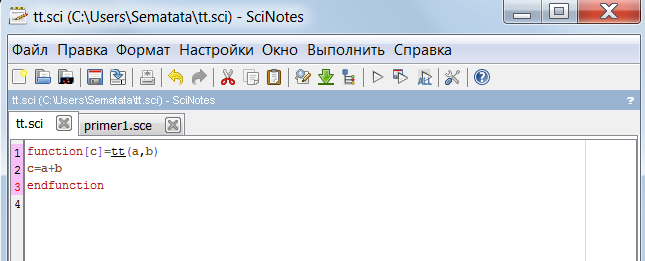 tt.sci (C:\Users\Sematata\tt.sci) - SciNotes
Файл Правка Формат Настройки Окно Выполнить Справка
tt.sci (C:\Users\Sematata\tt.sci) - SciNotes ?
tt.sci primer1.sce
1 function[c]=tt(a,b)
2 c=a+b
3 endfunction
4